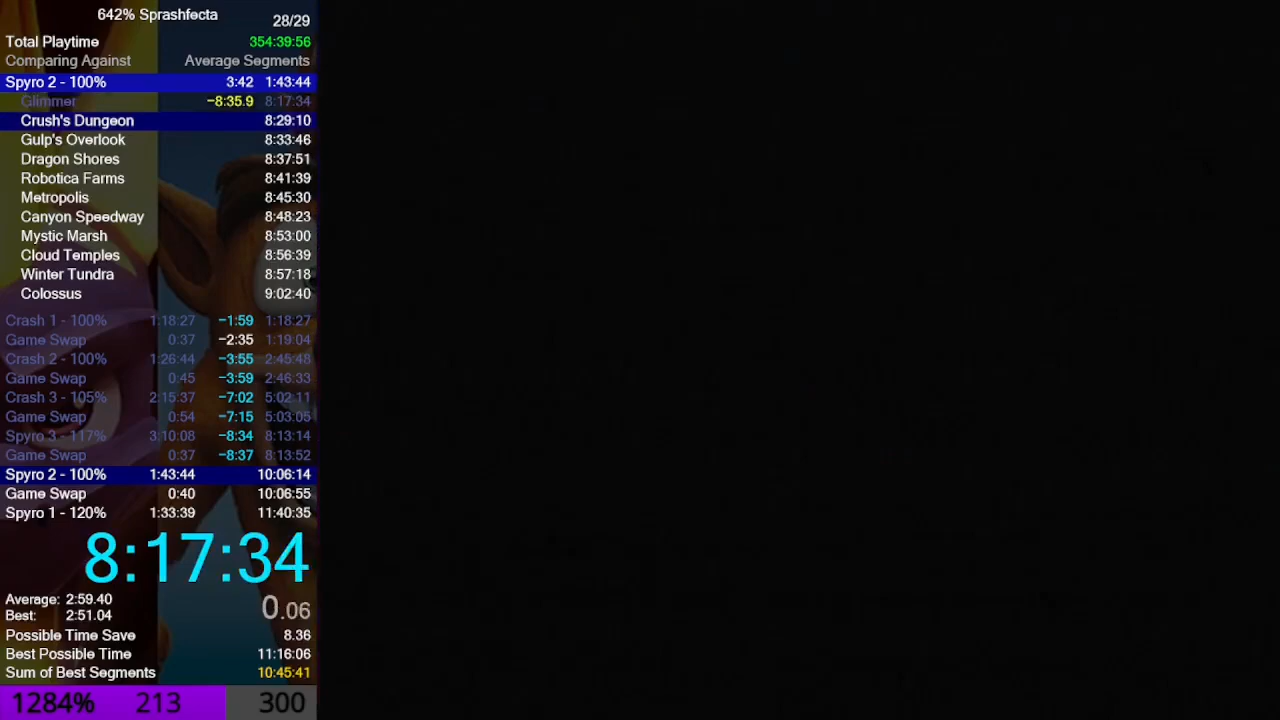 642% Sprashfecta
28/29
Total Playtime 354:39:56
Comparing Against Average Segments
Spyro 2 - 100% 3:42 1:43:44
Glimmer −8:35.9 8:17:34
Crush's Dungeon 8:29:10
Gulp's Overlook 8:33:46
Dragon Shores 8:37:51
Robotica Farms 8:41:39
Metropolis 8:45:30
Canyon Speedway 8:48:23
Mystic Marsh 8:53:00
Cloud Temples 8:56:39
Winter Tundra 8:57:18
Colossus 9:02:40
Crash 1 - 100% 1:18:27 −1:59 1:18:27
Game Swap 0:37 −2:35 1:19:04
Crash 2 - 100% 1:26:44 −3:55 2:45:48
Game Swap 0:45 −3:59 2:46:33
Crash 3 - 105% 2:15:37 −7:02 5:02:11
Game Swap 0:54 −7:15 5:03:05
Spyro 3 - 117% 3:10:08 −8:34 8:13:14
Game Swap 0:37 −8:37 8:13:52
Spyro 2 - 100% 1:43:44 10:06:14
Game Swap 0:40 10:06:55
Spyro 1 - 120% 1:33:39 11:40:35
8:17:34
Average: 2:59.40
Best: 2:51.04
0.06
Possible Time Save 8.36
Best Possible Time 11:16:06
Sum of Best Segments 10:45:41
1284% 213 300